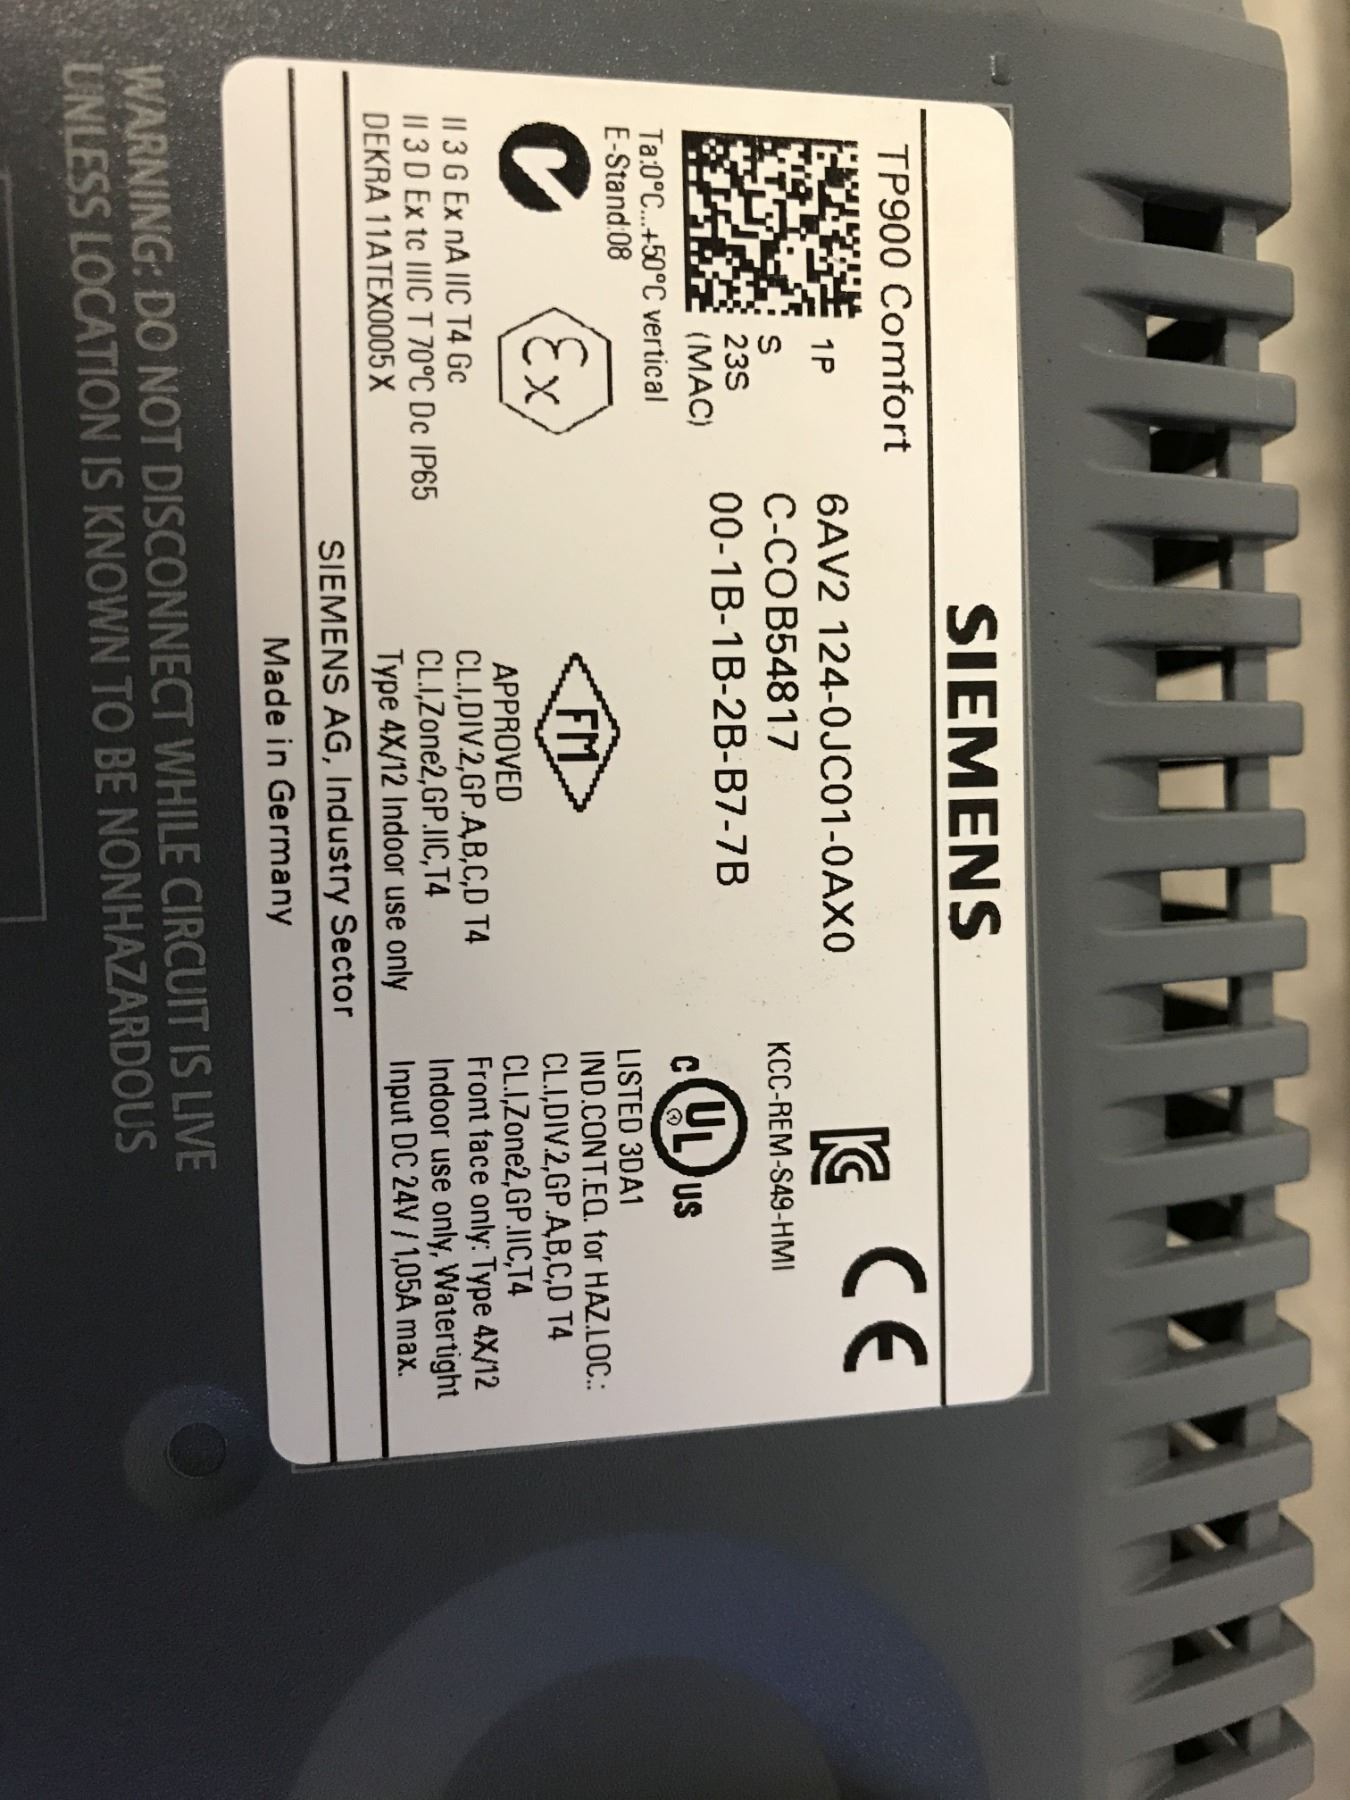 SIEMENS
TP900 Comfort
1P 6AV2 124-0JC01-0AX0
S C-COB54817
23S 00-1B-1B-2B-B7-7B
(MAC)
Ta:0°C...+50°C vertical
E-Stand:08
Ex
II 3 G Ex nA IIC T4 Gc
II 3 D Ex tc IIIC T 70°C Dc IP65
DEKRA 11ATEX0005 X
FM
APPROVED
CL.I,DIV.2,GP.A,B,C,D T4
CL.I,Zone2,GP.IIC,T4
Type 4X/12 Indoor use only
CE
KCC-REM-S49-HMI
C UL ® US
LISTED 3DA1
IND.CONT.EQ. for HAZ.LOC.:
CL.I,DIV.2,GP.A,B,C,D T4
CL.I,Zone2,GP.IIC,T4
Front face only: Type 4X/12
Indoor use only, Watertight
Input DC 24V / 1,05A max.
SIEMENS AG, Industry Sector
Made in Germany
WARNING: DO NOT DISCONNECT WHILE CIRCUIT IS LIVE
UNLESS LOCATION IS KNOWN TO BE NONHAZARDOUS